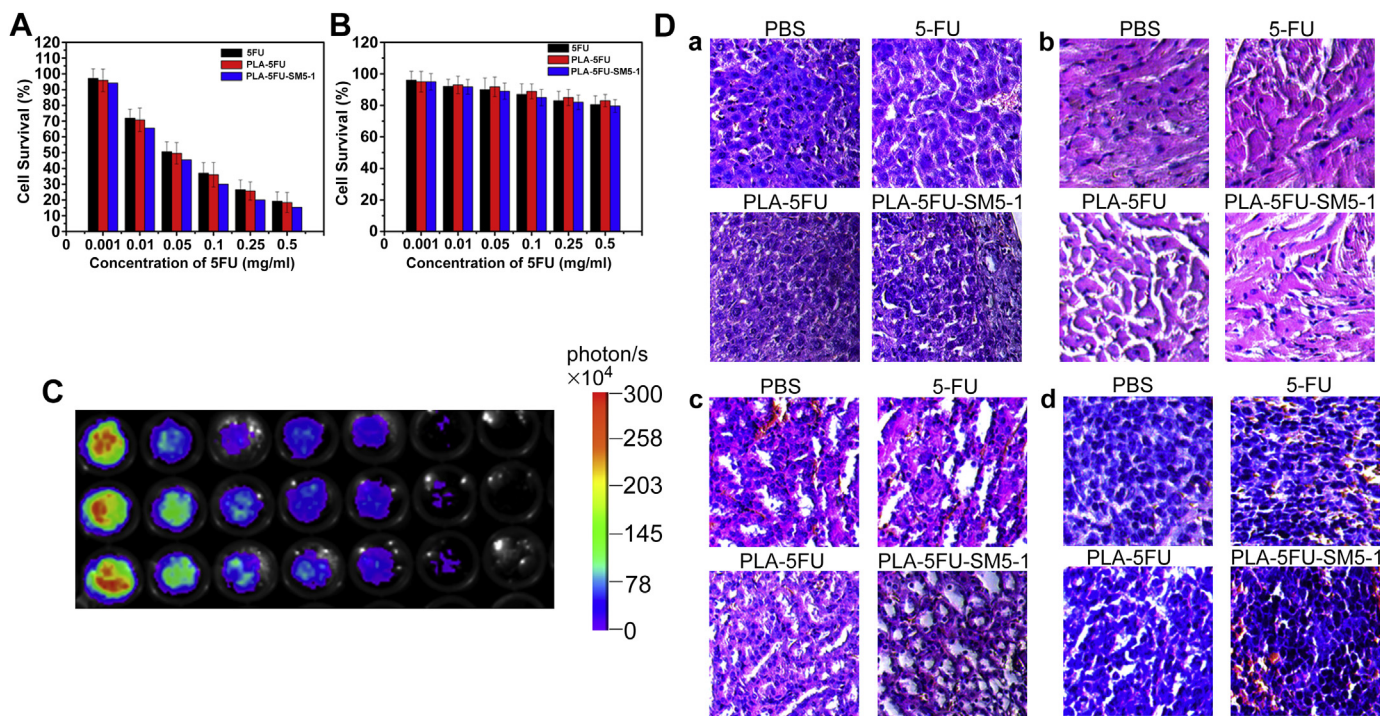 A
120
110
100
90
80
70
60
50
40
30
20
10
0
Cell Survival (%)
5FU
PLA-5FU
PLA-5FU-SM5-1
0 0.001 0.01 0.05 0.1 0.25 0.5
Concentration of 5FU (mg/ml)
B
120
110
100
90
80
70
60
50
40
30
20
10
0
Cell Survival (%)
5FU
PLA-5FU
PLA-5FU-SM5-1
0 0.001 0.01 0.05 0.1 0.25 0.5
Concentration of 5FU (mg/ml)
C
photon/s
×10⁴
300
258
203
145
78
0
D
a
PBS 5-FU
PLA-5FU PLA-5FU-SM5-1
b
PBS 5-FU
PLA-5FU PLA-5FU-SM5-1
c
PBS 5-FU
PLA-5FU PLA-5FU-SM5-1
d
PBS 5-FU
PLA-5FU PLA-5FU-SM5-1